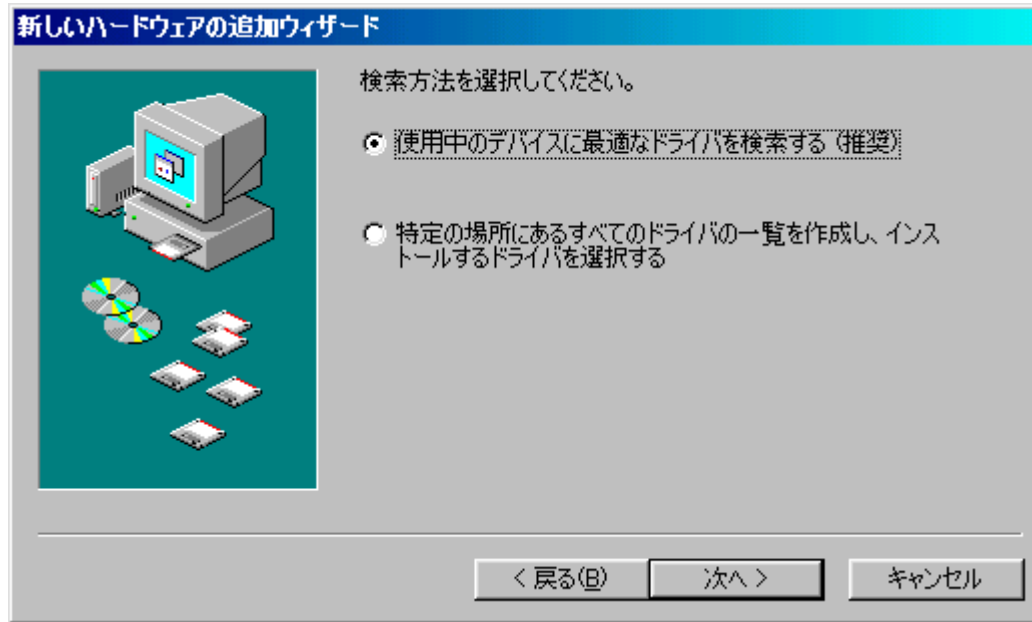 新しいハードウェアの追加ウィザード
検索方法を選択してください。
使用中のデバイスに最適なドライバを検索する (推奨)
特定の場所にあるすべてのドライバの一覧を作成し、インス
トールするドライバを選択する
< 戻る(B)
次へ >
キャンセル